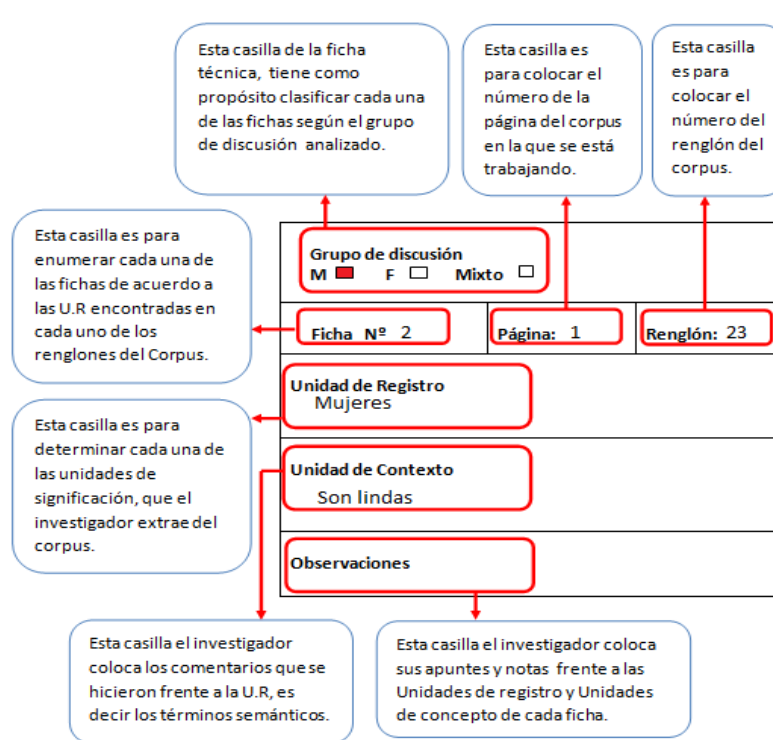 Esta casilla de la ficha
técnica, tiene como
propósito clasificar cada una
de las fichas según el grupo
de discusión analizado.
Esta casilla es
para colocar el
número de la
página del corpus
en la que se está
trabajando.
Esta casilla
es para
colocar el
número del
renglón del
corpus.
Esta casilla es para
enumerar cada una de
las fichas de acuerdo a
las U.R encontradas en
cada uno de los
renglones del Corpus.
Grupo de discusión
M F Mixto
Ficha Nº 2
Página: 1
Renglón: 23
Unidad de Registro
Mujeres
Esta casilla es para
determinar cada una de
las unidades de
significación, que el
investigador extrae del
corpus.
Unidad de Contexto
Son lindas
Observaciones
Esta casilla el investigador
coloca los comentarios que se
hicieron frente a la U.R, es
decir los términos semánticos.
Esta casilla el investigador coloca
sus apuntes y notas frente a las
Unidades de registro y Unidades
de concepto de cada ficha.